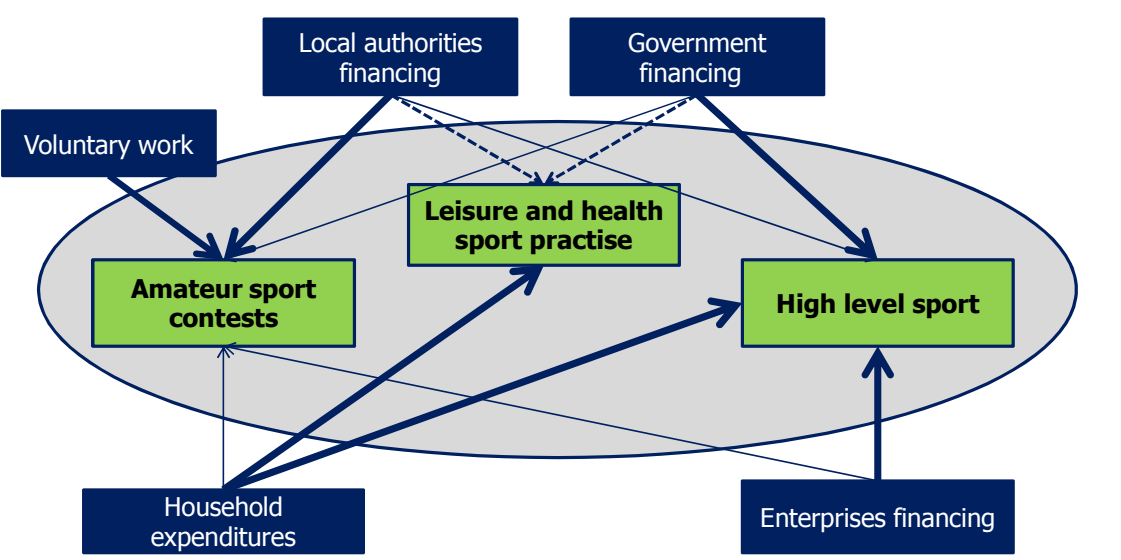 Local authorities
financing
Government
financing
Voluntary work
Leisure and health
sport practise
Amateur sport
contests
High level sport
Household
expenditures
Enterprises financing